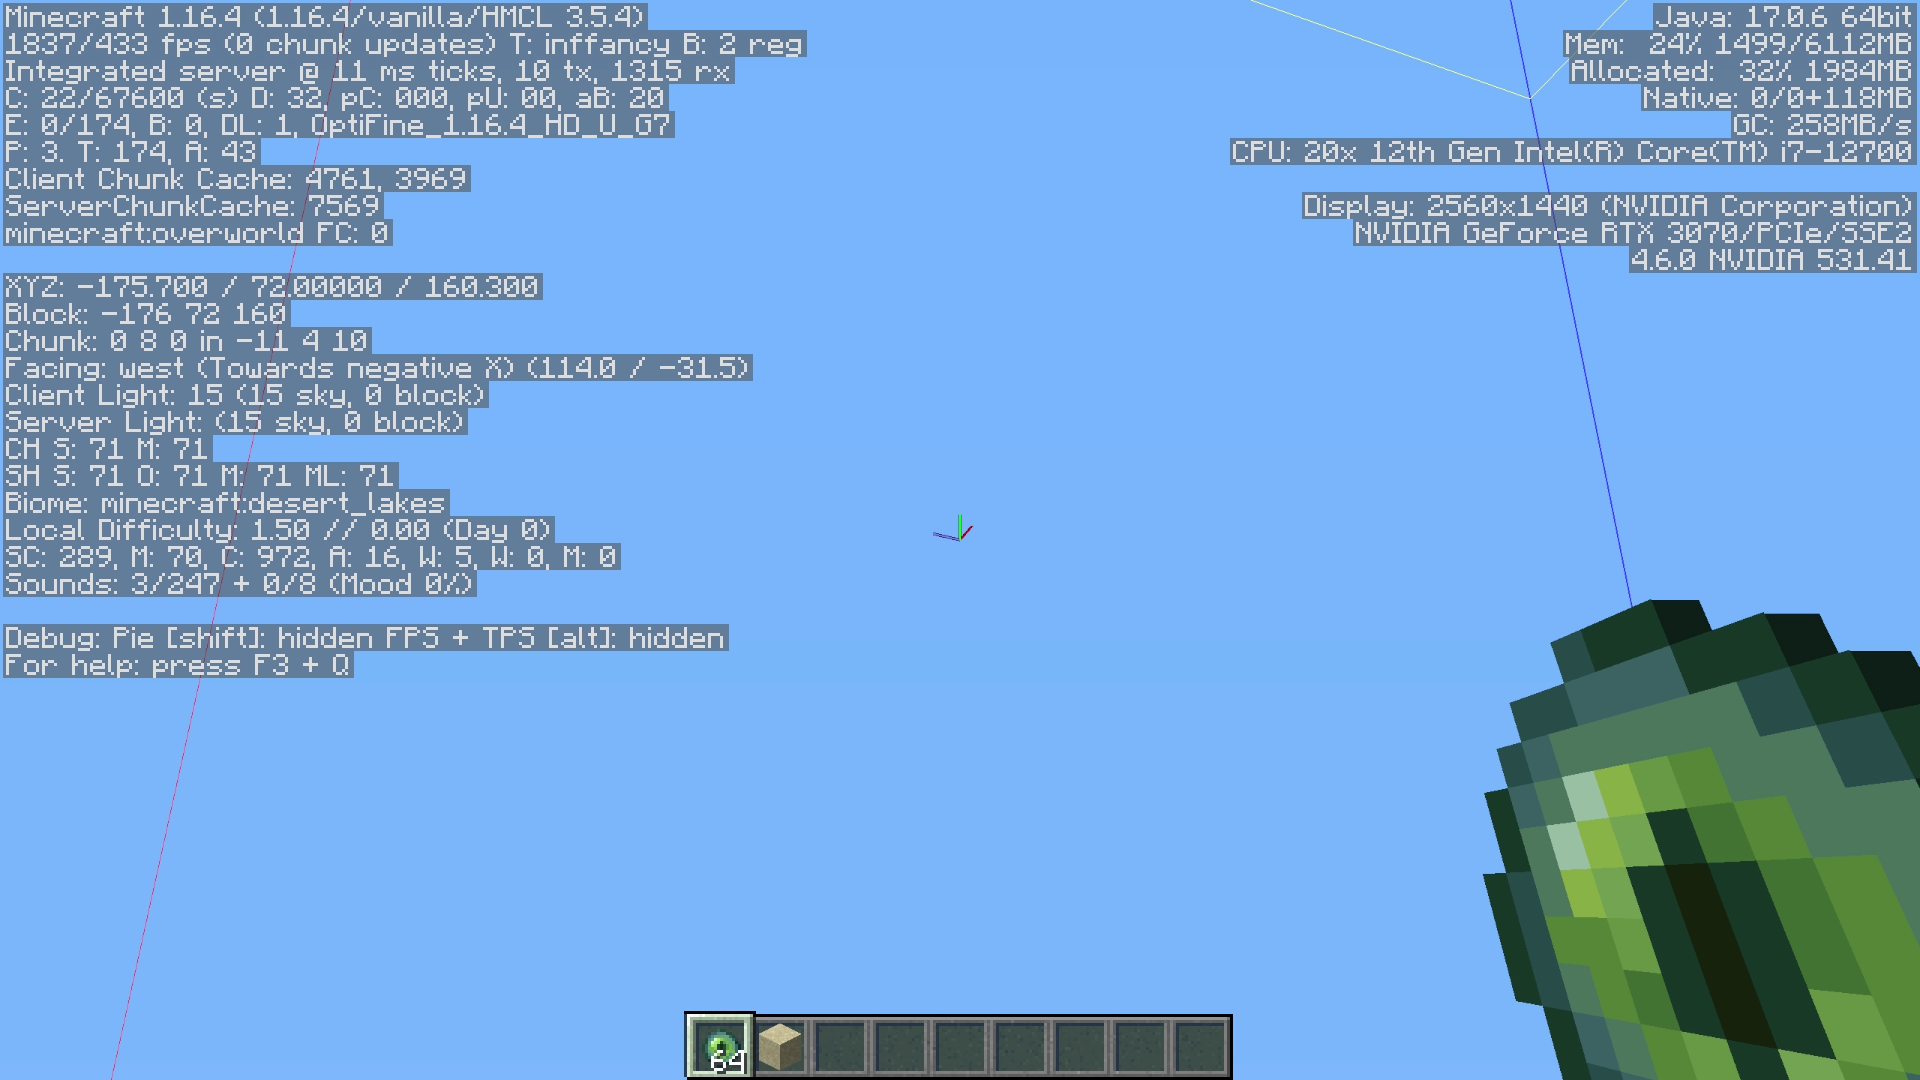 Minecraft 1.16.4 (1.16.4/vanilla/HMCL 3.5.4)
1837/433 fps (0 chunk updates) T: inffancy B: 2 reg
Integrated server @ 11 ms ticks, 10 tx, 1315 rx
C: 22/67600 (s) D: 32, pC: 000, pU: 00, aB: 20
E: 0/174, B: 0, DL: 1, OptiFine_1.16.4_HD_U_G7
P: 3. T: 174, A: 43
Client Chunk Cache: 4761, 3969
ServerChunkCache: 7569
minecraft:overworld FC: 0
XYZ: -175.700 / 72.00000 / 160.300
Block: -176 72 160
Chunk: 0 8 0 in -11 4 10
Facing: west (Towards negative X) (114.0 / -31.5)
Client Light: 15 (15 sky, 0 block)
Server Light: (15 sky, 0 block)
CH S: 71 M: 71
SH S: 71 O: 71 M: 71 ML: 71
Biome: minecraft:desert_lakes
Local Difficulty: 1.50 // 0.00 (Day 0)
SC: 289, M: 70, C: 972, A: 16, W: 5, W: 0, M: 0
Sounds: 3/247 + 0/8 (Mood 0%)
Debug: Pie [shift]: hidden FPS + TPS [alt]: hidden
For help: press F3 + Q
Java: 17.0.6 64bit
Mem: 24% 1499/6112MB
Allocated: 32% 1984MB
Native: 0/0+118MB
GC: 258MB/s
CPU: 20x 12th Gen Intel(R) Core(TM) i7-12700
Display: 2560x1440 (NVIDIA Corporation)
NVIDIA GeForce RTX 3070/PCIe/SSE2
4.6.0 NVIDIA 531.41
64